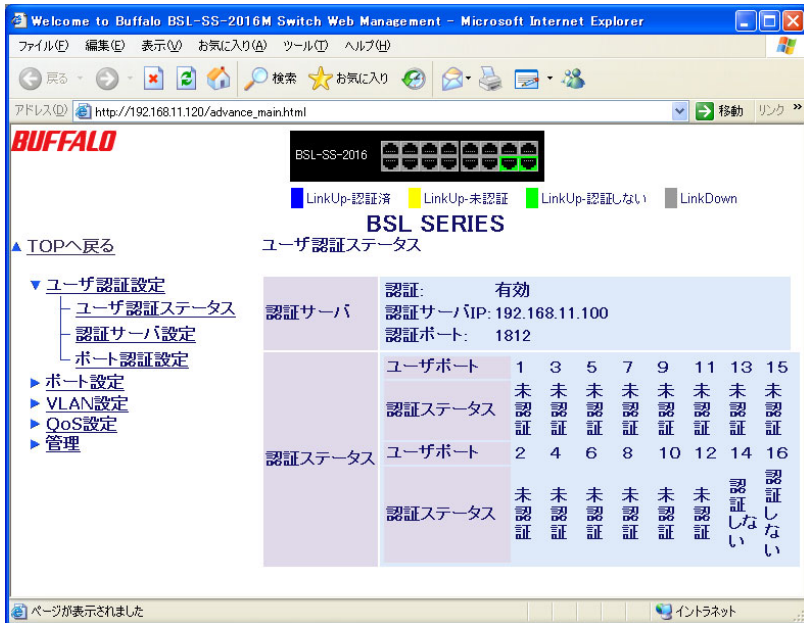 Welcome to Buffalo BSL-SS-2016M Switch Web Management - Microsoft Internet Explorer
ファイル(F) 編集(E) 表示(V) お気に入り(A) ツール(T) ヘルプ(H)
戻る 検索 お気に入り
アドレス(D) http://192.168.11.120/advance_main.html 移動 リンク »
BUFFALO
BSL-SS-2016
LinkUp-認証済 LinkUp-未認証 LinkUp-認証しない LinkDown
BSL SERIES
TOPへ戻る
ユーザ認証設定
ユーザ認証ステータス
認証サーバ設定
ポート認証設定
ポート設定
VLAN設定
QoS設定
管理
ユーザ認証ステータス
認証サーバ
認証: 有効
認証サーバIP: 192.168.11.100
認証ポート: 1812
認証ステータス
ユーザポート 1 3 5 7 9 11 13 15
認証ステータス 未認証 未認証 未認証 未認証 未認証 未認証 未認証 未認証
ユーザポート 2 4 6 8 10 12 14 16
認証ステータス 未認証 未認証 未認証 未認証 未認証 未認証 認証しない 認証しない
ページが表示されました イントラネット